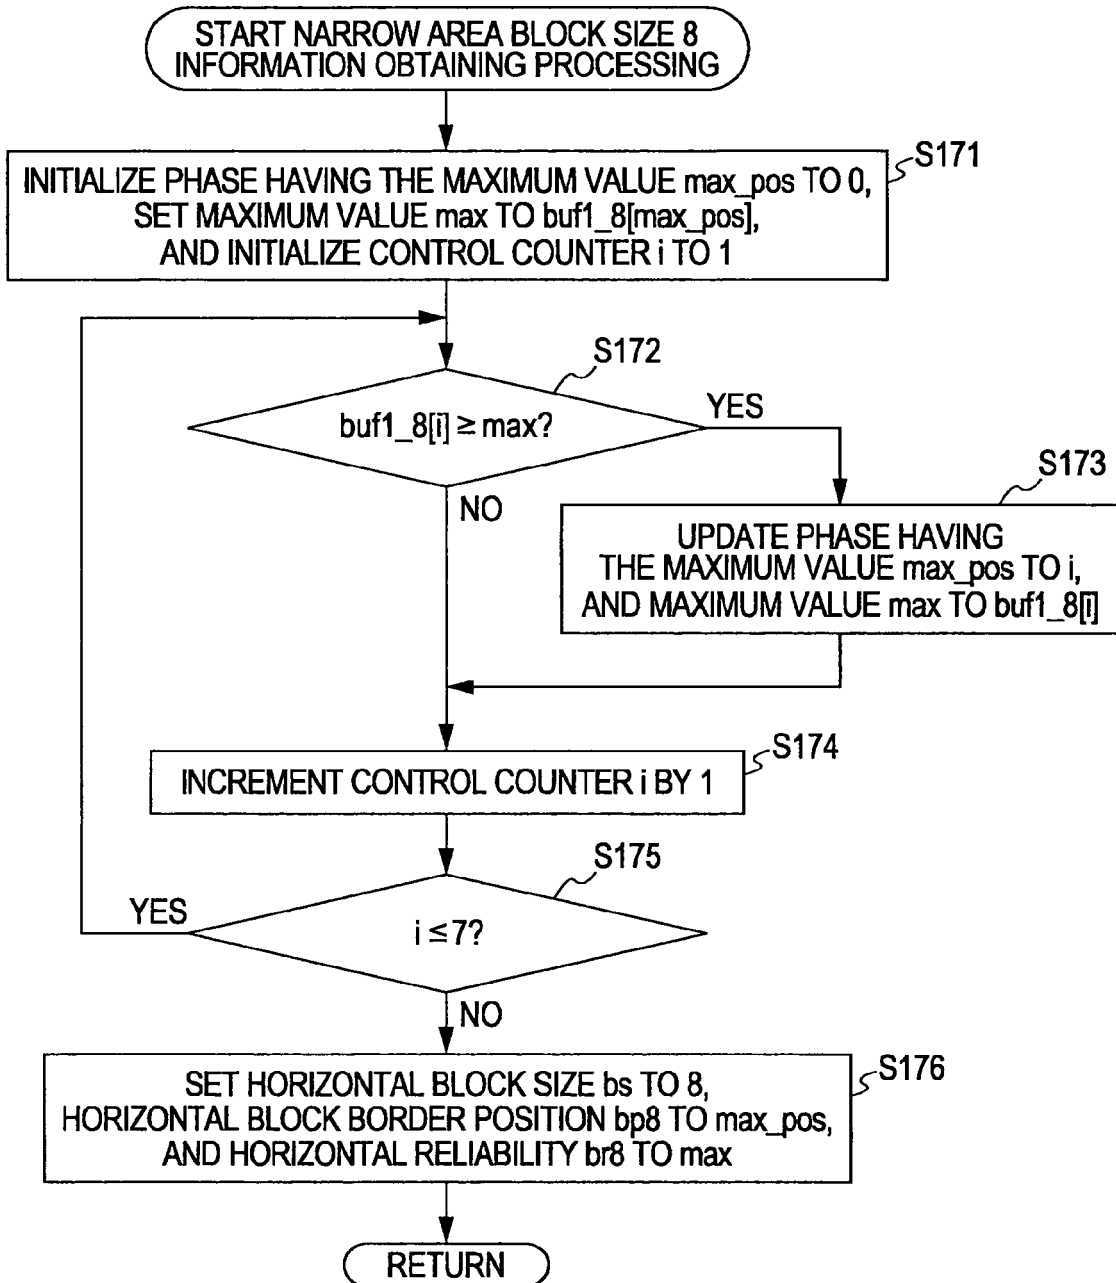 START NARROW AREA BLOCK SIZE 8
INFORMATION OBTAINING PROCESSING
S171
INITIALIZE PHASE HAVING THE MAXIMUM VALUE max_pos TO 0,
SET MAXIMUM VALUE max TO buf1_8[max_pos],
AND INITIALIZE CONTROL COUNTER i TO 1
S172
buf1_8[i] ≥ max?
YES
NO
S173
UPDATE PHASE HAVING
THE MAXIMUM VALUE max_pos TO i,
AND MAXIMUM VALUE max TO buf1_8[i]
S174
INCREMENT CONTROL COUNTER i BY 1
S175
i ≦ 7?
YES
NO
S176
SET HORIZONTAL BLOCK SIZE bs TO 8,
HORIZONTAL BLOCK BORDER POSITION bp8 TO max_pos,
AND HORIZONTAL RELIABILITY br8 TO max
RETURN